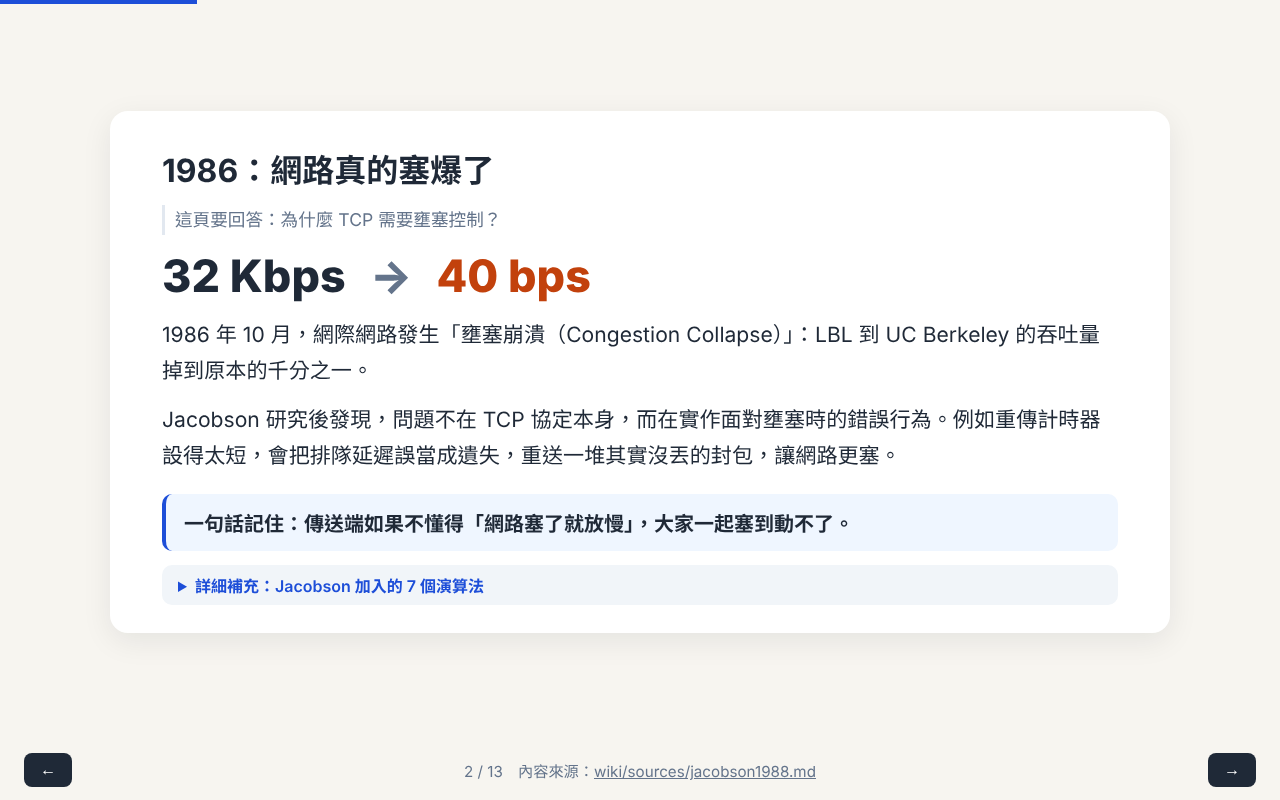 1986：網路真的塞爆了
這頁要回答：為什麼 TCP 需要壅塞控制？
32 Kbps → 40 bps
1986 年 10 月，網際網路發生「壅塞崩潰（Congestion Collapse）」：LBL 到 UC Berkeley 的吞吐量
掉到原本的千分之一。
Jacobson 研究後發現，問題不在 TCP 協定本身，而在實作面對壅塞時的錯誤行為。例如重傳計時器
設得太短，會把排隊延遲誤當成遺失，重送一堆其實沒丟的封包，讓網路更塞。
一句話記住：傳送端如果不懂得「網路塞了就放慢」，大家一起塞到動不了。
▶ 詳細補充：Jacobson 加入的 7 個演算法
← 2 / 13 內容來源：wiki/sources/jacobson1988.md →